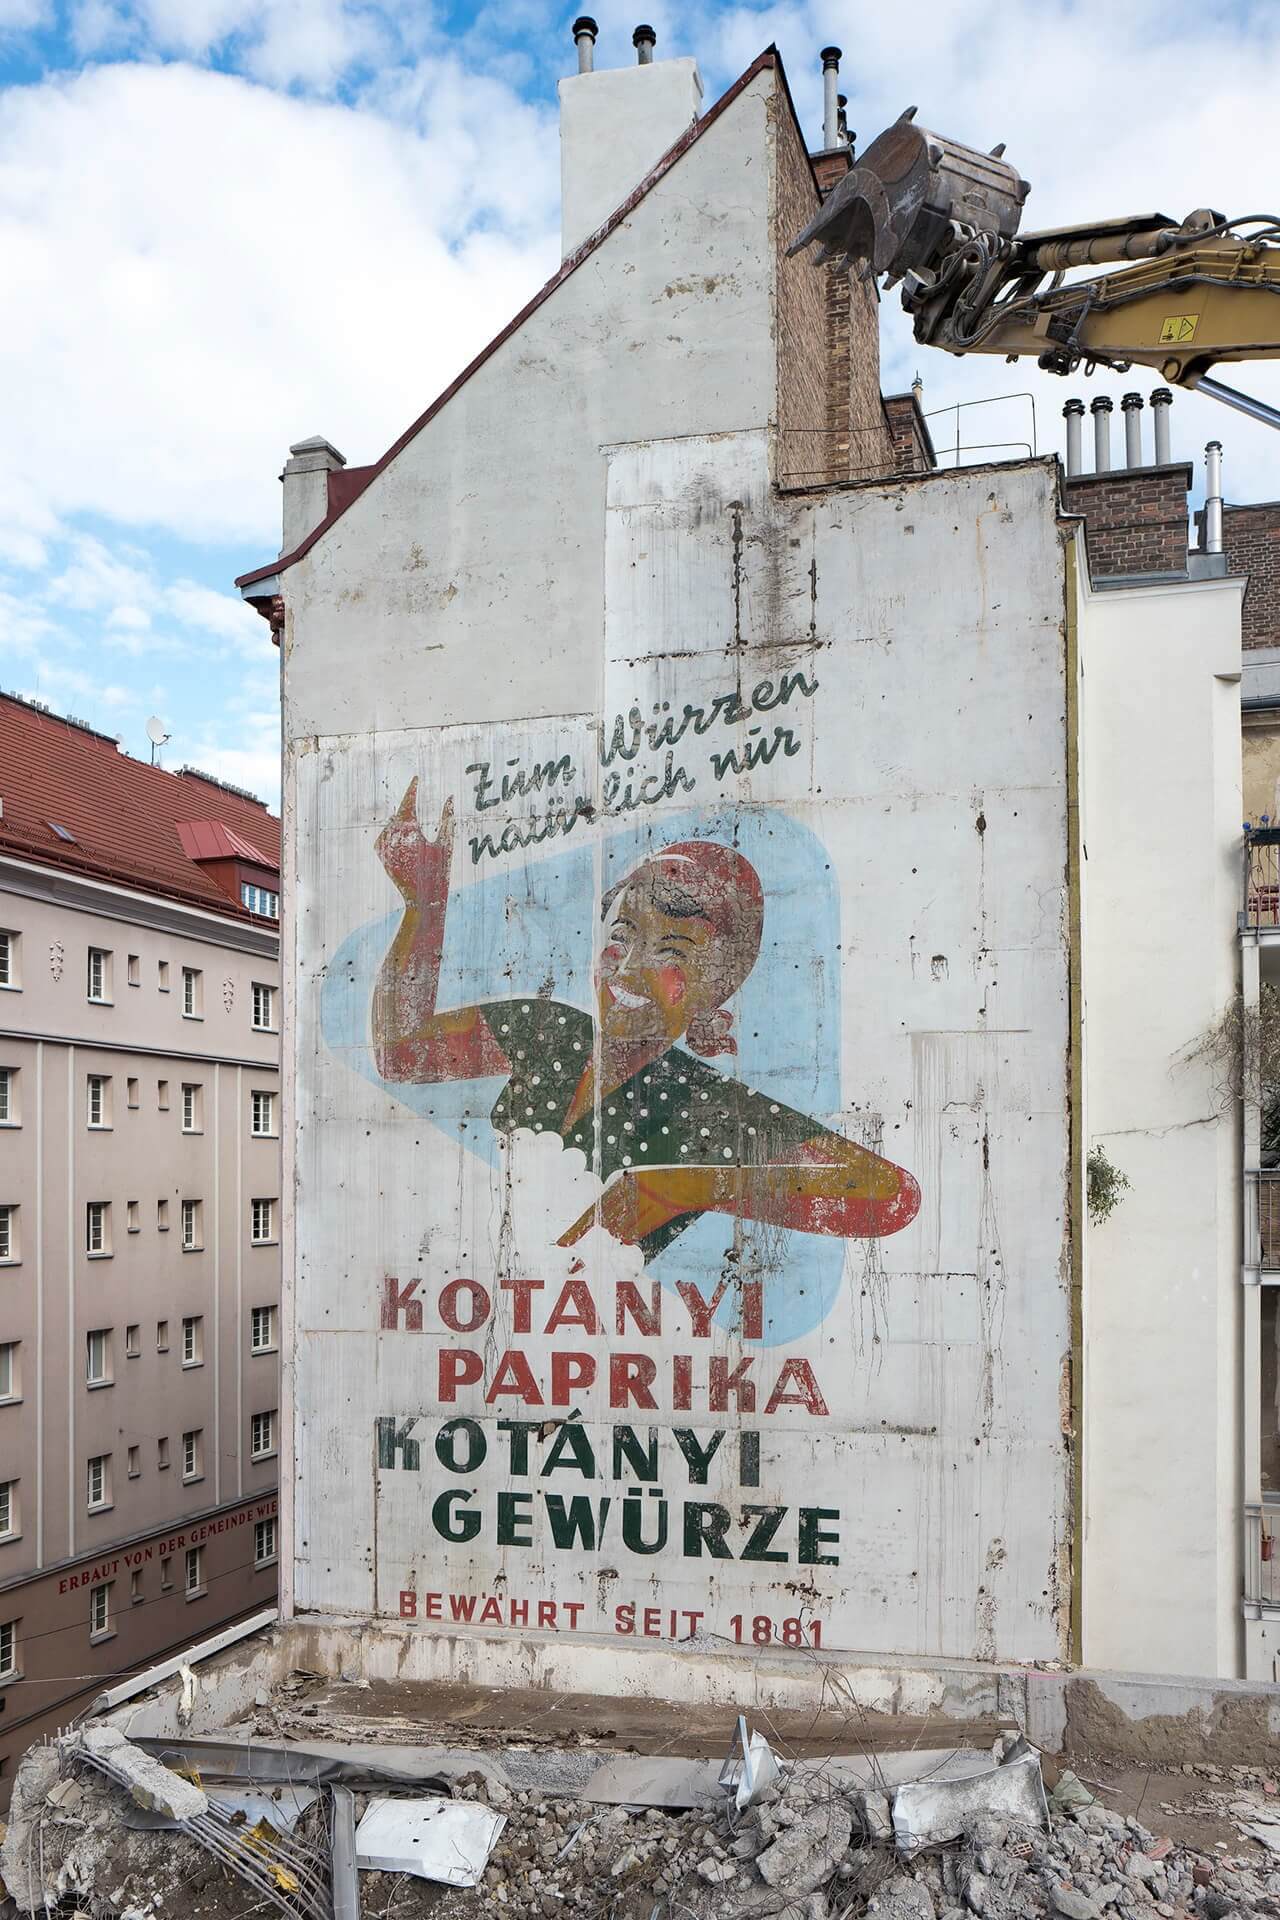 Zum Würzen
natürlich nur
KOTÁNYI
PAPRIKA
KOTÁNYI
GEWÜRZE
BEWÄHRT SEIT 1881
ERBAUT VON DER GEMEINDE WIE